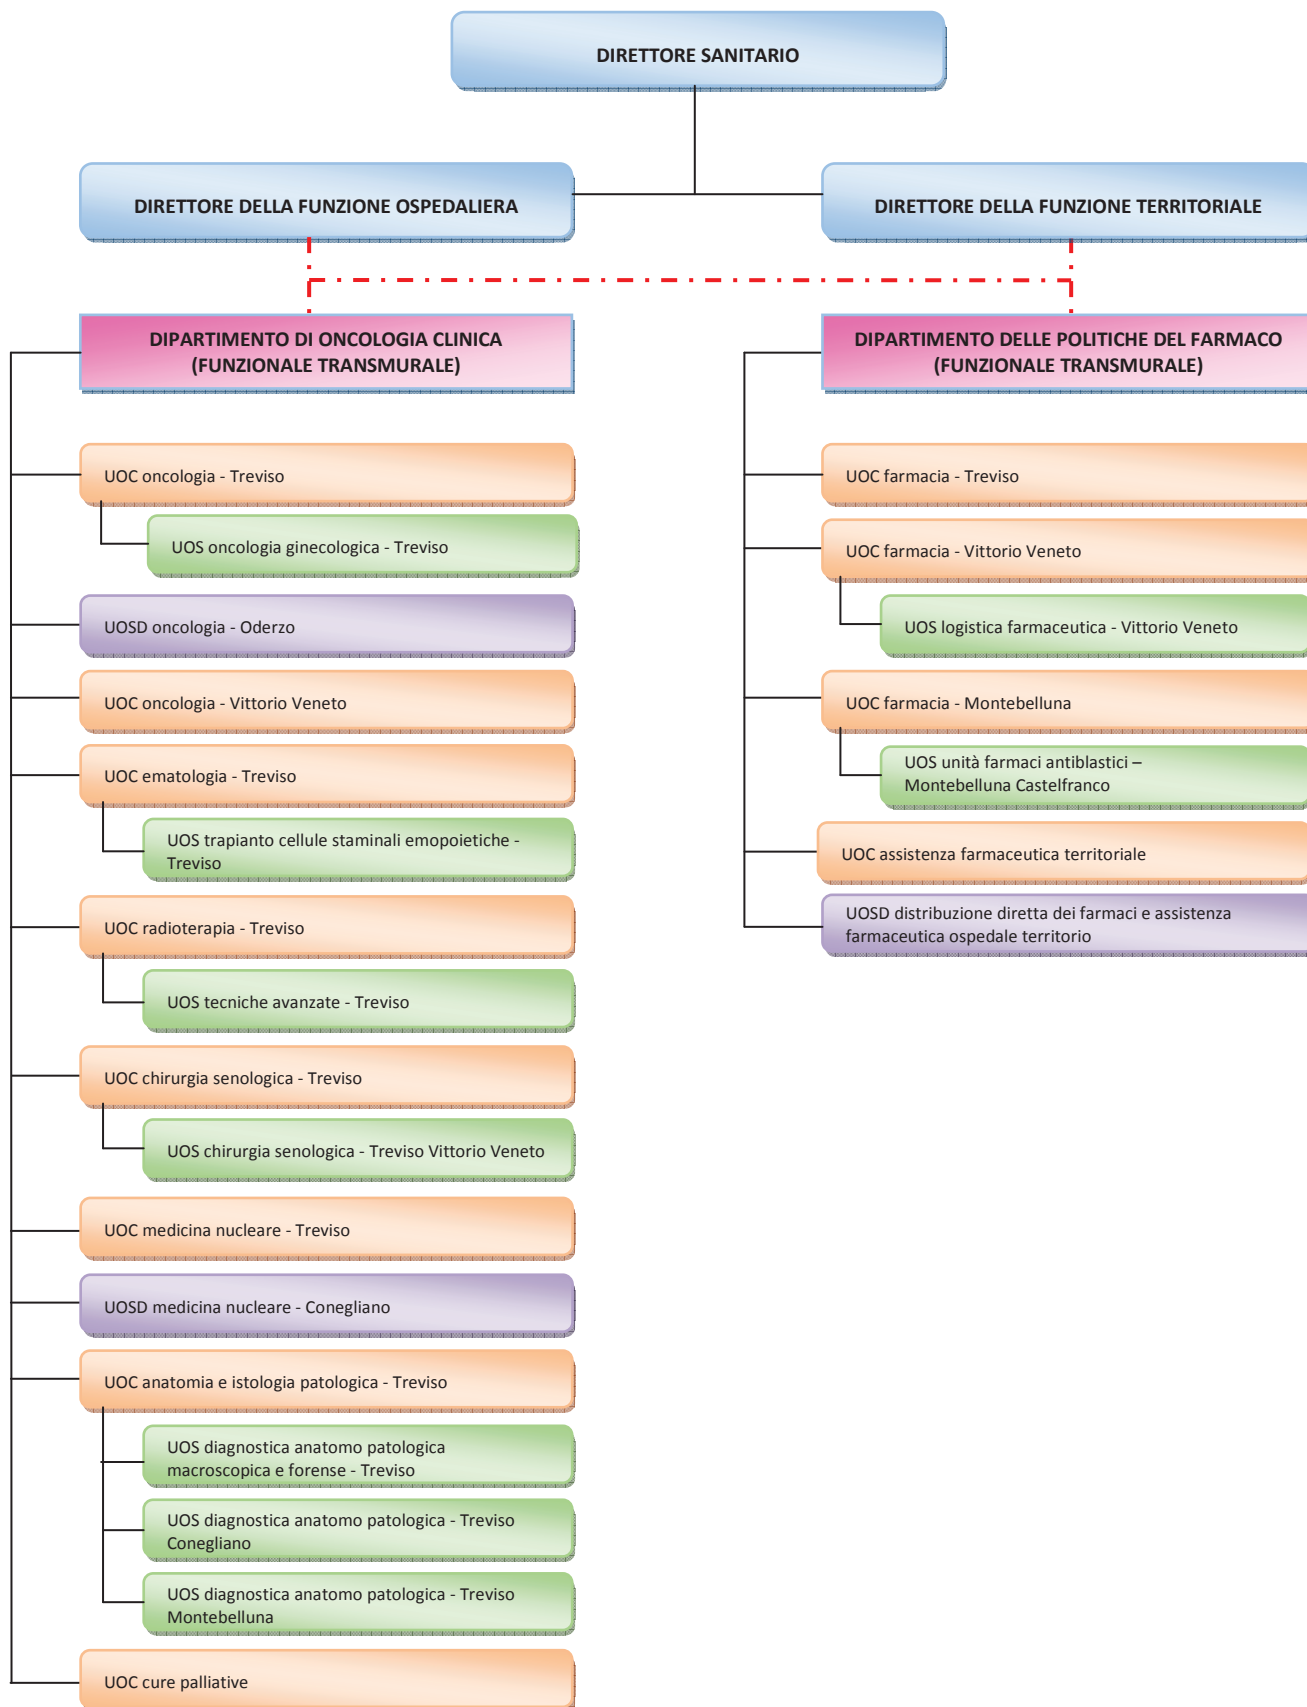 DIRETTORE SANITARIO
DIRETTORE DELLA FUNZIONE OSPEDALIERA
DIRETTORE DELLA FUNZIONE TERRITORIALE
DIPARTIMENTO DI ONCOLOGIA CLINICA
(FUNZIONALE TRANSMURALE)
UOC oncologia - Treviso
UOS oncologia ginecologica - Treviso
UOSD oncologia - Oderzo
UOC oncologia - Vittorio Veneto
UOC ematologia - Treviso
UOS trapianto cellule staminali emopoietiche -
Treviso
UOC radioterapia - Treviso
UOS tecniche avanzate - Treviso
UOC chirurgia senologica - Treviso
UOS chirurgia senologica - Treviso Vittorio Veneto
UOC medicina nucleare - Treviso
UOSD medicina nucleare - Conegliano
UOC anatomia e istologia patologica - Treviso
UOS diagnostica anatomo patologica
macroscopica e forense - Treviso
UOS diagnostica anatomo patologica - Treviso
Conegliano
UOS diagnostica anatomo patologica - Treviso
Montebelluna
UOC cure palliative
DIPARTIMENTO DELLE POLITICHE DEL FARMACO
(FUNZIONALE TRANSMURALE)
UOC farmacia - Treviso
UOC farmacia - Vittorio Veneto
UOS logistica farmaceutica - Vittorio Veneto
UOC farmacia - Montebelluna
UOS unità farmaci antiblastici –
Montebelluna Castelfranco
UOC assistenza farmaceutica territoriale
UOSD distribuzione diretta dei farmaci e assistenza
farmaceutica ospedale territorio